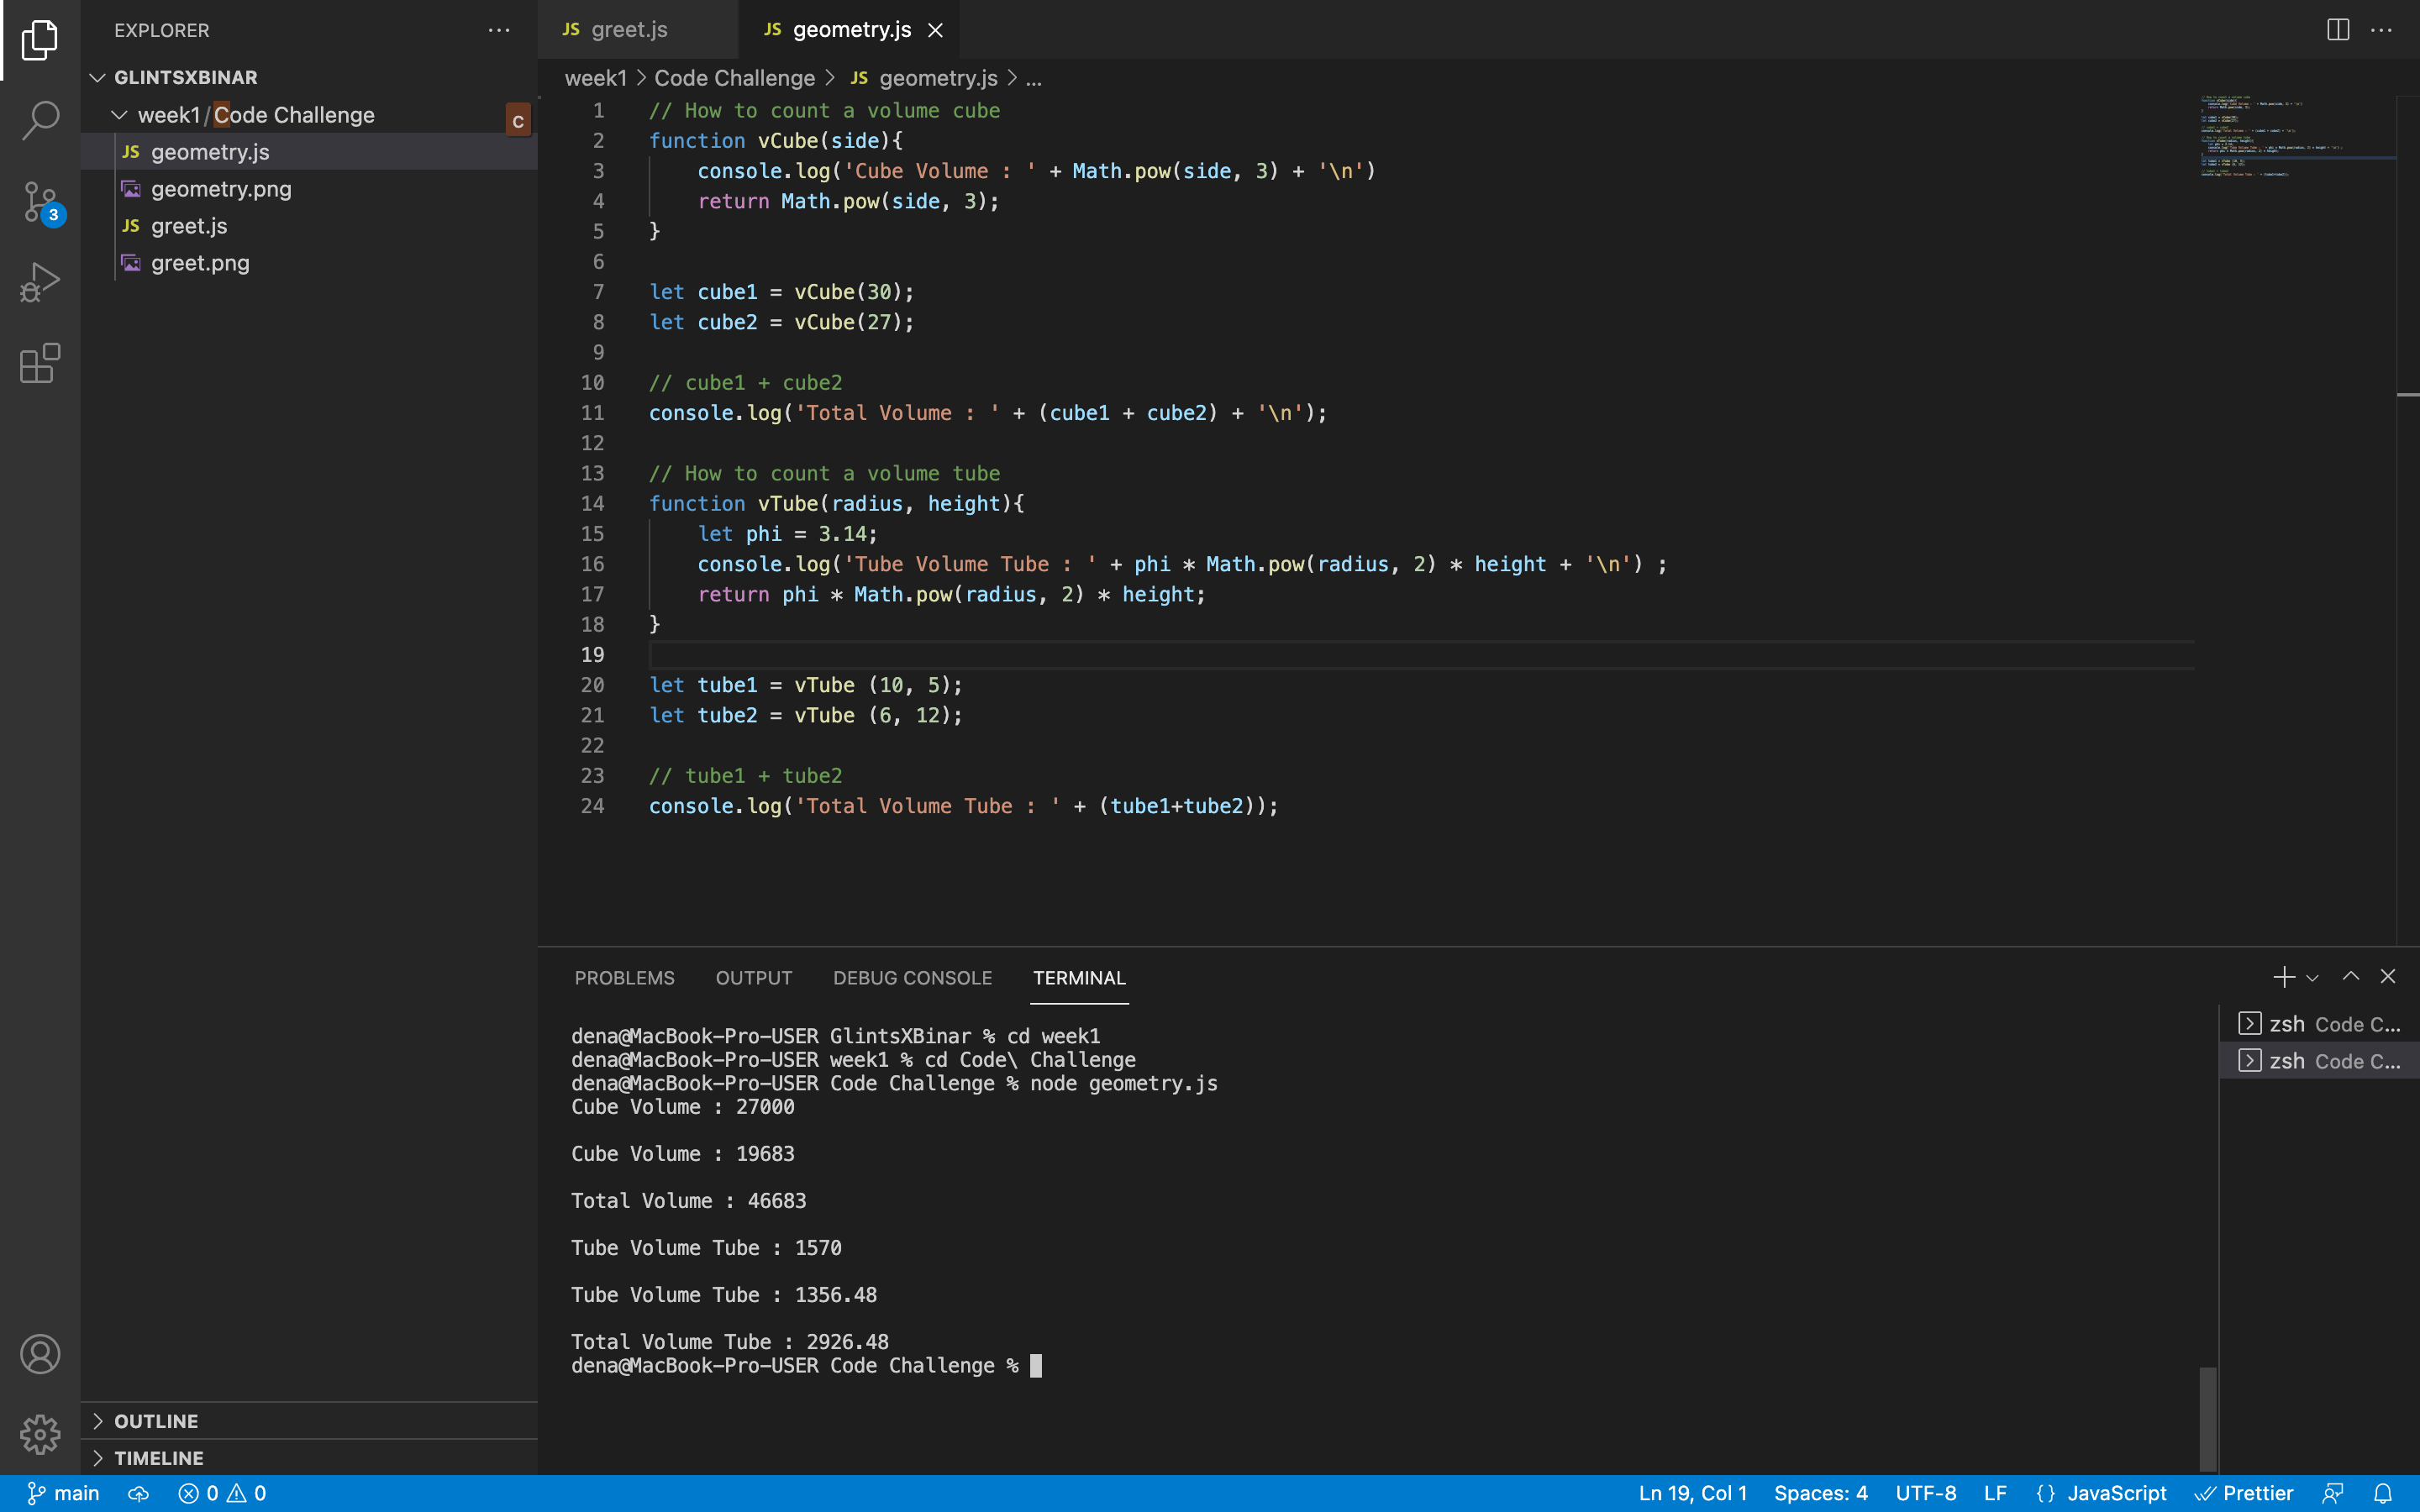 EXPLORER
GLINTSXBINAR
week1/Code Challenge
C
JS geometry.js
geometry.png
JS greet.js
greet.png
3
OUTLINE
TIMELINE
JS greet.js
JS geometry.js
week1 > Code Challenge > JS geometry.js > ...
1 // How to count a volume cube
2 function vCube(side){
3     console.log('Cube Volume : ' + Math.pow(side, 3) + '\n')
4     return Math.pow(side, 3);
5 }
6
7 let cube1 = vCube(30);
8 let cube2 = vCube(27);
9
10 // cube1 + cube2
11 console.log('Total Volume : ' + (cube1 + cube2) + '\n');
12
13 // How to count a volume tube
14 function vTube(radius, height){
15     let phi = 3.14;
16     console.log('Tube Volume Tube : ' + phi * Math.pow(radius, 2) * height + '\n') ;
17     return phi * Math.pow(radius, 2) * height;
18 }
19
20 let tube1 = vTube (10, 5);
21 let tube2 = vTube (6, 12);
22
23 // tube1 + tube2
24 console.log('Total Volume Tube : ' + (tube1+tube2));
PROBLEMS OUTPUT DEBUG CONSOLE TERMINAL
dena@MacBook-Pro-USER GlintsXBinar % cd week1
dena@MacBook-Pro-USER week1 % cd Code\ Challenge
dena@MacBook-Pro-USER Code Challenge % node geometry.js
Cube Volume : 27000
Cube Volume : 19683
Total Volume : 46683
Tube Volume Tube : 1570
Tube Volume Tube : 1356.48
Total Volume Tube : 2926.48
dena@MacBook-Pro-USER Code Challenge %
zsh Code C...
zsh Code C...
main 0 0 Ln 19, Col 1 Spaces: 4 UTF-8 LF {} JavaScript Prettier